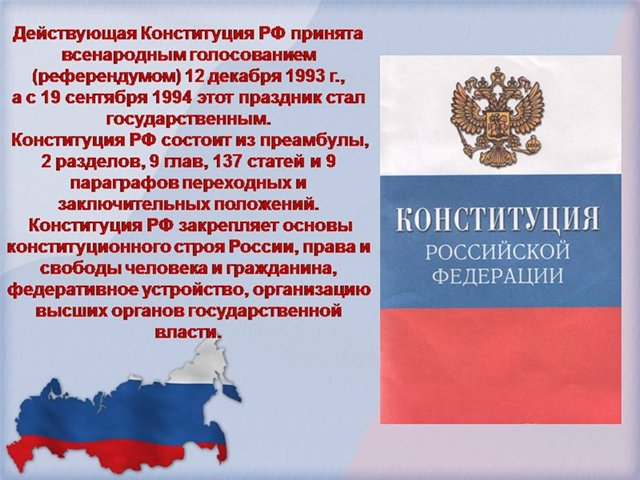 Действующая Конституция РФ принята
всенародным голосованием
(референдумом) 12 декабря 1993 г.,
а с 19 сентября 1994 этот праздник стал
государственным.
Конституция РФ состоит из преамбулы,
2 разделов, 9 глав, 137 статей и 9
параграфов переходных и
заключительных положений.
Конституция РФ закрепляет основы
конституционного строя России, права и
свободы человека и гражданина,
федеративное устройство, организацию
высших органов государственной
власти.
КОНСТИТУЦИЯ
РОССИЙСКОЙ
ФЕДЕРАЦИИ